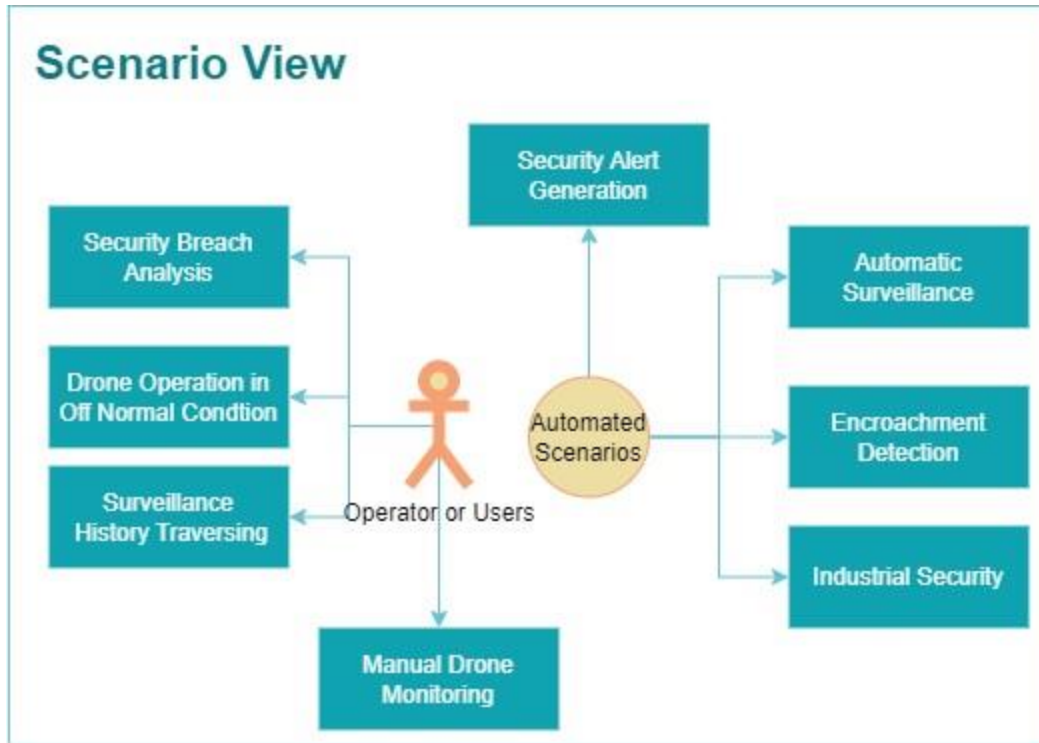 Scenario View
Security Alert
Generation
Security Breach
Analysis
Automatic
Surveillance
Drone Operation in
Off Normal Condtion
Automated
Scenarios
Encroachment
Detection
Surveillance
History Traversing
Operator or Users
Industrial Security
Manual Drone
Monitoring